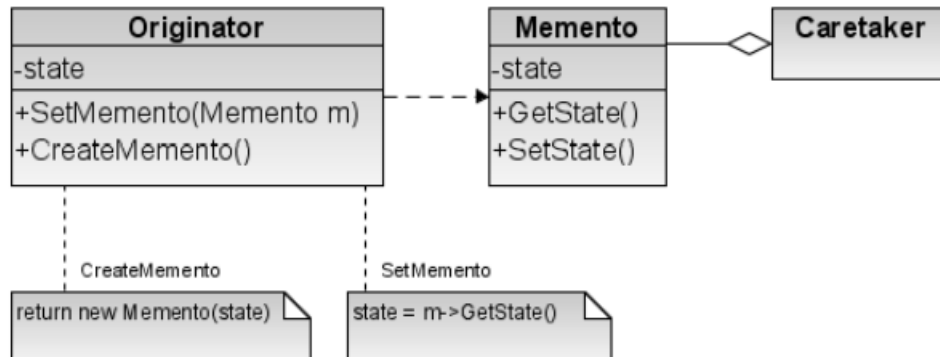 Originator
-state
+SetMemento(Memento m)
+CreateMemento()
Memento
-state
+GetState()
+SetState()
Caretaker
CreateMemento
return new Memento(state)
SetMemento
state = m->GetState()